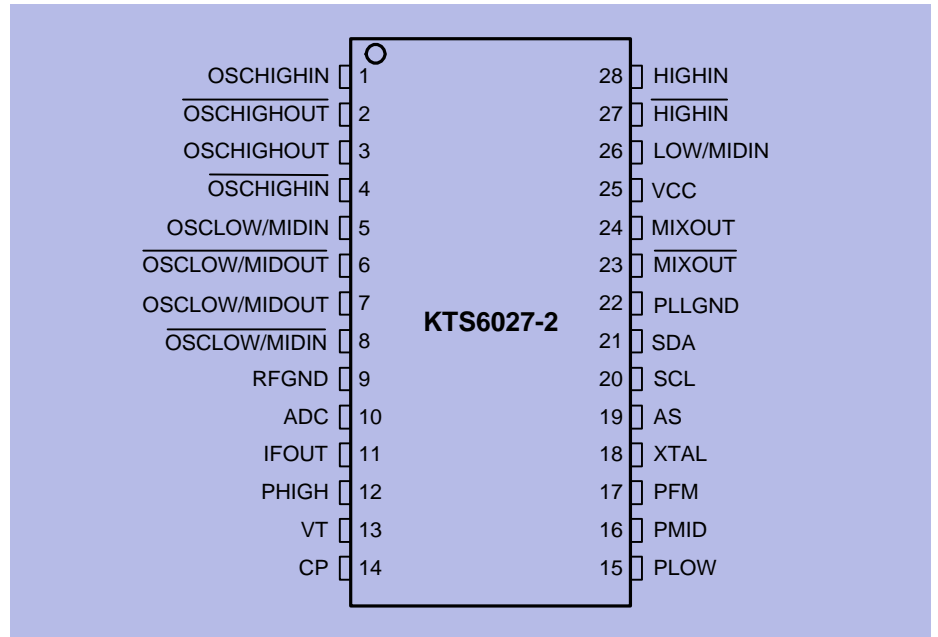 OSCHIGHIN 1 28 HIGHIN
OSCHIGHOUT 2 27 HIGHIN
OSCHIGHOUT 3 26 LOW/MIDIN
OSCHIGHIN 4 25 VCC
OSCLOW/MIDIN 5 24 MIXOUT
OSCLOW/MIDOUT 6 23 MIXOUT
OSCLOW/MIDOUT 7 22 PLLGND
KTS6027-2
OSCLOW/MIDIN 8 21 SDA
RFGND 9 20 SCL
ADC 10 19 AS
IFOUT 11 18 XTAL
PHIGH 12 17 PFM
VT 13 16 PMID
CP 14 15 PLOW